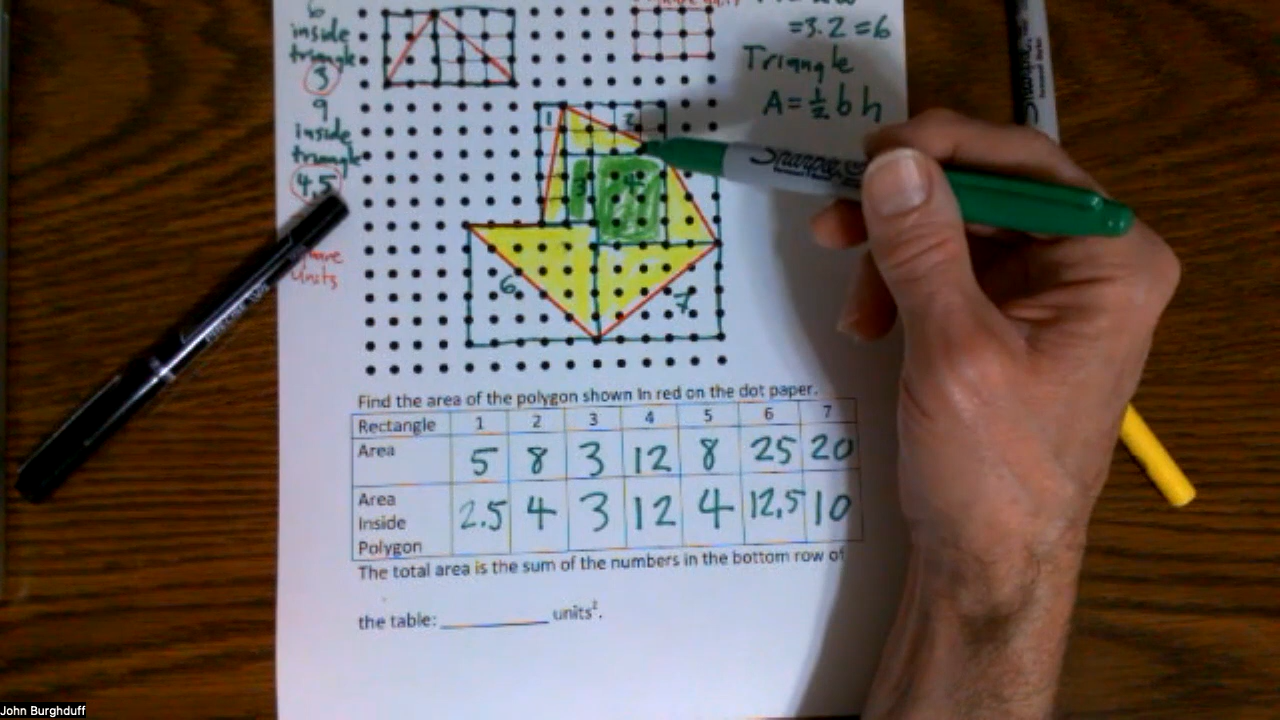 6
inside
triangle
3
9
inside
triangle
4.5
units
=3.2=6
Triangle
A=½bh
Sharpie
1
2
3
4
6
7
Find the area of the polygon shown in red on the dot paper.
Rectangle 1 2 3 4 5 6 7
Area 5 8 3 12 8 25 20
Area
Inside
Polygon 2.5 4 3 12 4 12.5 10
The total area is the sum of the numbers in the bottom row of
the table: ________ units².
John Burghduff